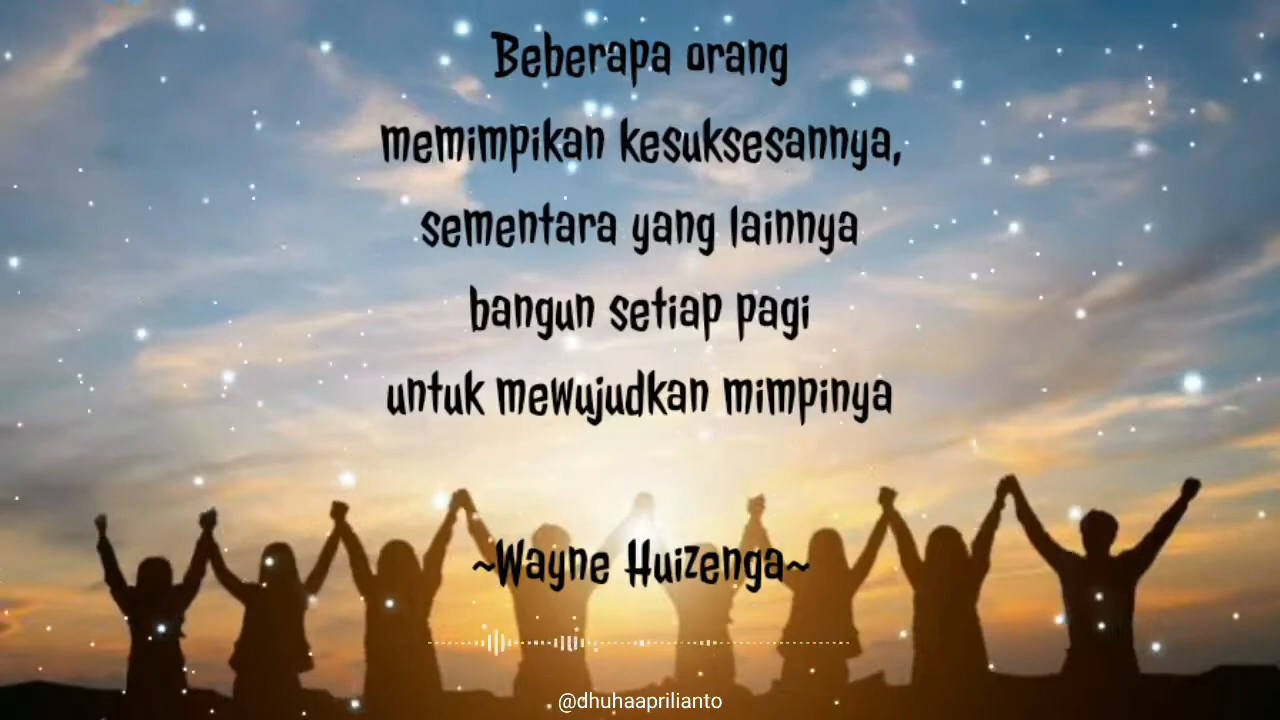 Beberapa orang
memimpikan kesuksesannya,
sementara yang lainnya
bangun setiap pagi
untuk mewujudkan mimpinya
~Wayne Huizenga~
@dhuhaaprilianto